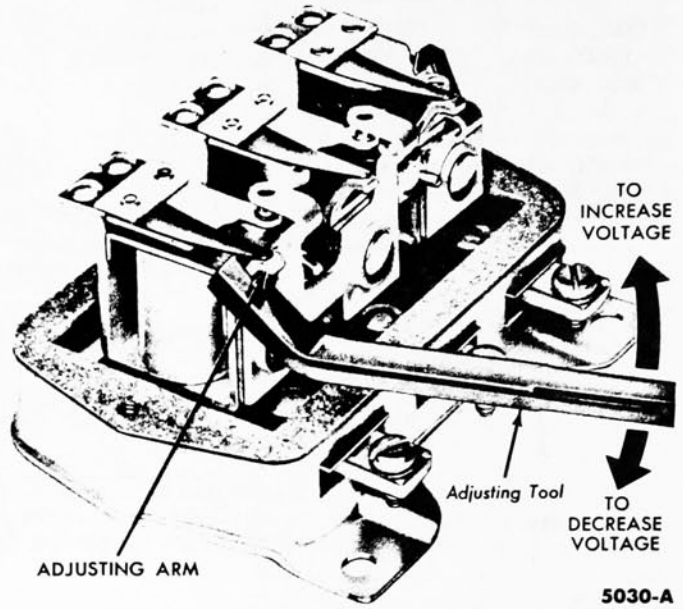 TO
INCREASE
VOLTAGE
Adjusting Tool
TO
DECREASE
VOLTAGE
ADJUSTING ARM
5030-A